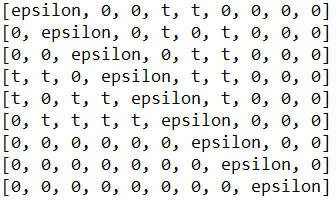 [epsilon, 0, 0, t, t, 0, 0, 0, 0]
[0, epsilon, 0, t, 0, t, 0, 0, 0]
[0, 0, epsilon, 0, t, t, 0, 0, 0]
[t, t, 0, epsilon, t, t, 0, 0, 0]
[t, 0, t, t, epsilon, t, 0, 0, 0]
[0, t, t, t, t, epsilon, 0, 0, 0]
[0, 0, 0, 0, 0, 0, epsilon, 0, 0]
[0, 0, 0, 0, 0, 0, 0, epsilon, 0]
[0, 0, 0, 0, 0, 0, 0, 0, epsilon]